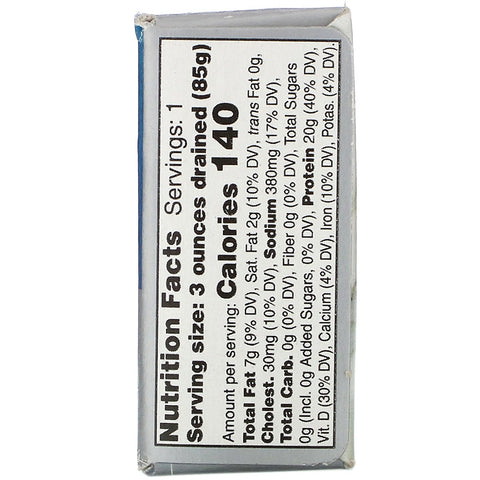 Nutrition Facts Servings: 1
Serving size: 3 ounces drained (85g)
Amount per serving: Calories 140
Total Fat 7g (9% DV), Sat. Fat 2g (10% DV), trans Fat 0g,
Cholest. 30mg (10% DV), Sodium 380mg (17% DV),
Total Carb. 0g (0% DV), Fiber 0g (0% DV), Total Sugars
0g (Incl. 0g Added Sugars, 0% DV), Protein 20g (40% DV),
Vit. D (30% DV), Calcium (4% DV), Iron (10% DV), Potas. (4% DV).